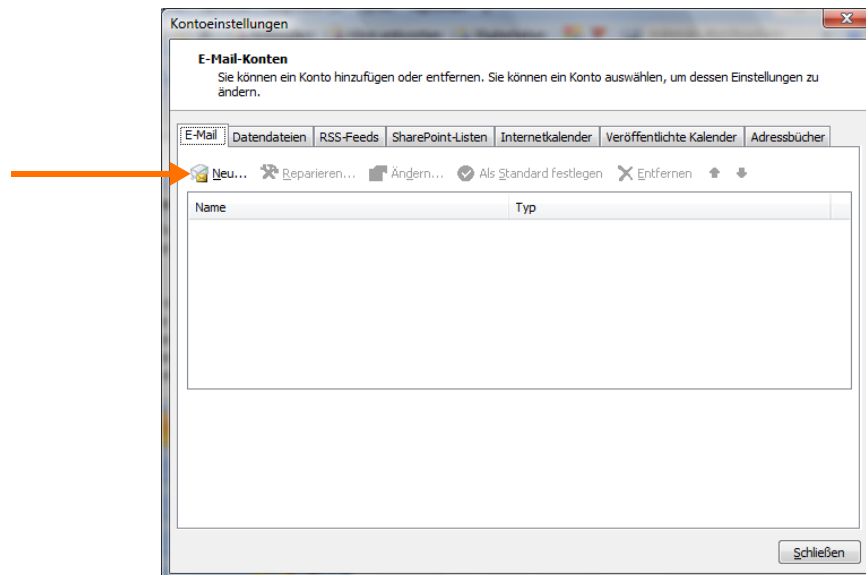 Kontoeinstellungen
E-Mail-Konten
Sie können ein Konto hinzufügen oder entfernen. Sie können ein Konto auswählen, um dessen Einstellungen zu
ändern.
E-Mail Datendateien RSS-Feeds SharePoint-Listen Internetkalender Veröffentlichte Kalender Adressbücher
Neu... Reparieren... Ändern... Als Standard festlegen Entfernen
Name Typ
Schließen